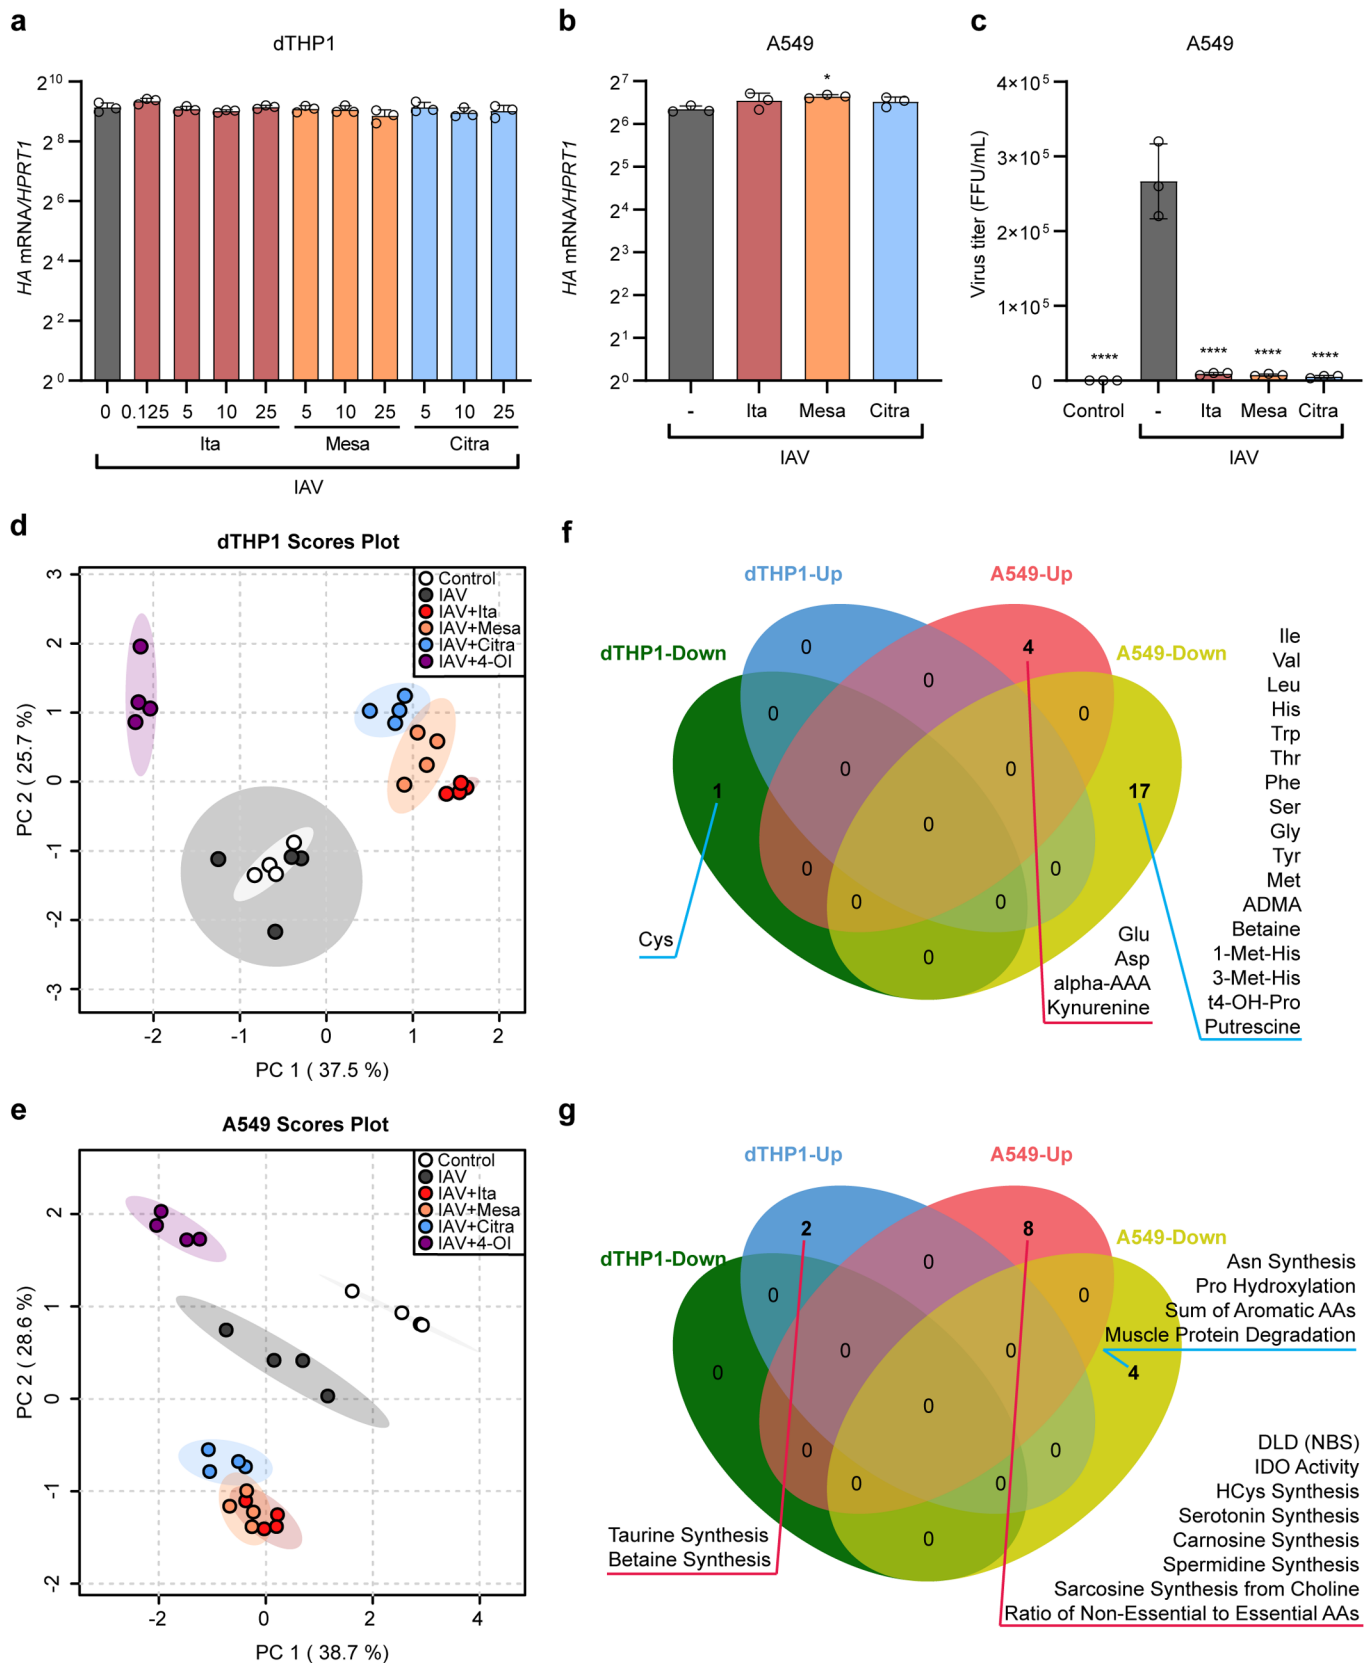 a
dTHP1
HA mRNA/HPRT1
2^10
2^8
2^6
2^4
2^2
2^0
0 0.125 5 10 25 5 10 25 5 10 25
Ita Mesa Citra
IAV
b
A549
HA mRNA/HPRT1
2^7
2^6
2^5
2^4
2^3
2^2
2^1
2^0
*
- Ita Mesa Citra
IAV
c
A549
Virus titer (FFU/mL)
4×10^5
3×10^5
2×10^5
1×10^5
0
**** **** **** ****
Control - Ita Mesa Citra
IAV
d
dTHP1 Scores Plot
Control
IAV
IAV+Ita
IAV+Mesa
IAV+Citra
IAV+4-OI
PC 2 ( 25.7 %)
3
2
1
0
-1
-2
-3
-2 -1 0 1 2
PC 1 ( 37.5 %)
e
A549 Scores Plot
Control
IAV
IAV+Ita
IAV+Mesa
IAV+Citra
IAV+4-OI
PC 2 ( 28.6 %)
2
1
0
-1
-2
-2 0 2 4
PC 1 ( 38.7 %)
f
dTHP1-Up A549-Up
dTHP1-Down A549-Down
0 4
0
0 0
0 0
1 17
0
0 0
0 0
0
Cys
Glu
Asp
alpha-AAA
Kynurenine
Ile
Val
Leu
His
Trp
Thr
Phe
Ser
Gly
Tyr
Met
ADMA
Betaine
1-Met-His
3-Met-His
t4-OH-Pro
Putrescine
g
dTHP1-Up A549-Up
dTHP1-Down A549-Down
2 8
0
0 0
0 0
0 4
0
0 0
0 0
0
Asn Synthesis
Pro Hydroxylation
Sum of Aromatic AAs
Muscle Protein Degradation
Taurine Synthesis
Betaine Synthesis
DLD (NBS)
IDO Activity
HCys Synthesis
Serotonin Synthesis
Carnosine Synthesis
Spermidine Synthesis
Sarcosine Synthesis from Choline
Ratio of Non-Essential to Essential AAs